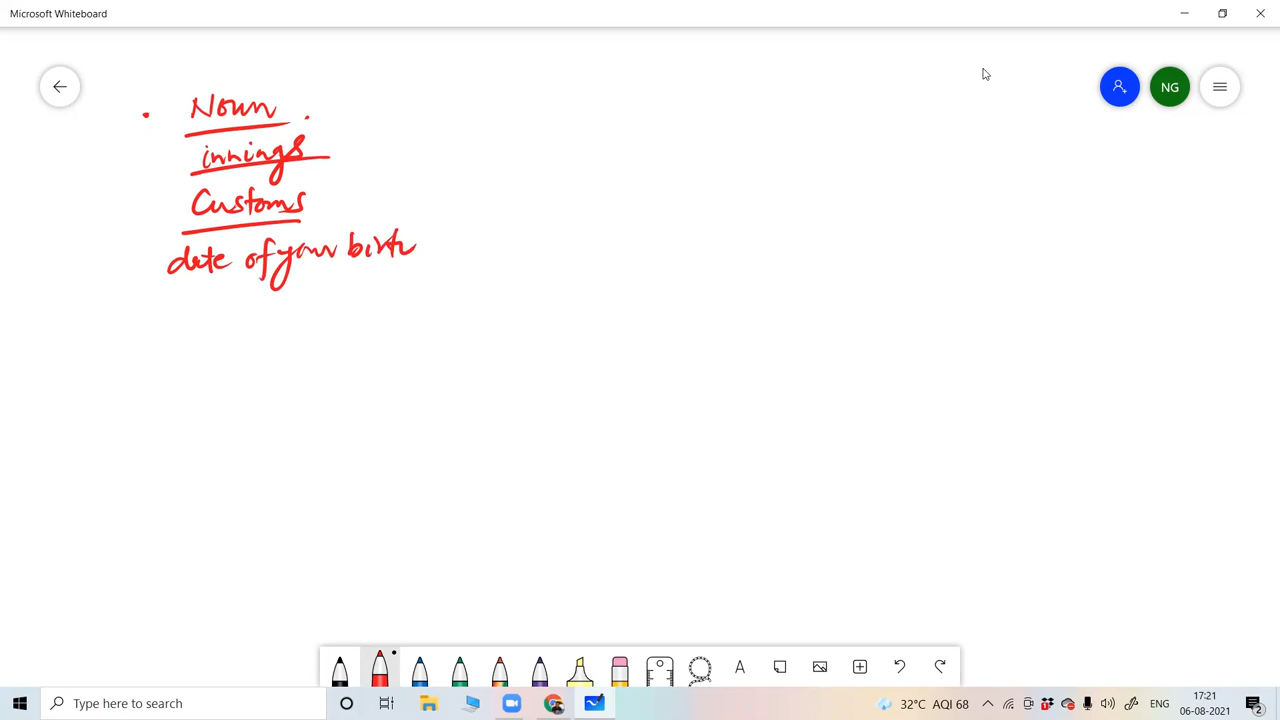 Microsoft Whiteboard
NG
Noun
innings
Customs
date of your birth
A
Type here to search
32°C AQI 68
ENG
17:21
06-08-2021
2